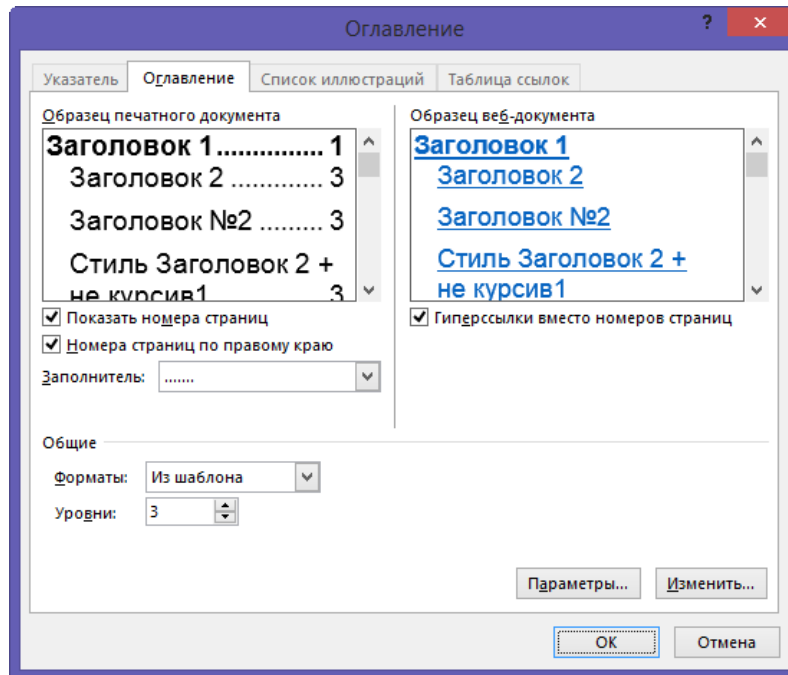 Оглавление
?
Указатель Оглавление Список иллюстраций Таблица ссылок
Образец печатного документа
Заголовок 1............... 1
Заголовок 2 ............. 3
Заголовок №2 ......... 3
Стиль Заголовок 2 +
не курсив1 3
Показать номера страниц
Номера страниц по правому краю
Заполнитель: .......
Образец веб-документа
Заголовок 1
Заголовок 2
Заголовок №2
Стиль Заголовок 2 +
не курсив1
Гиперссылки вместо номеров страниц
Общие
Форматы: Из шаблона
Уровни: 3
Параметры... Изменить...
ОК Отмена